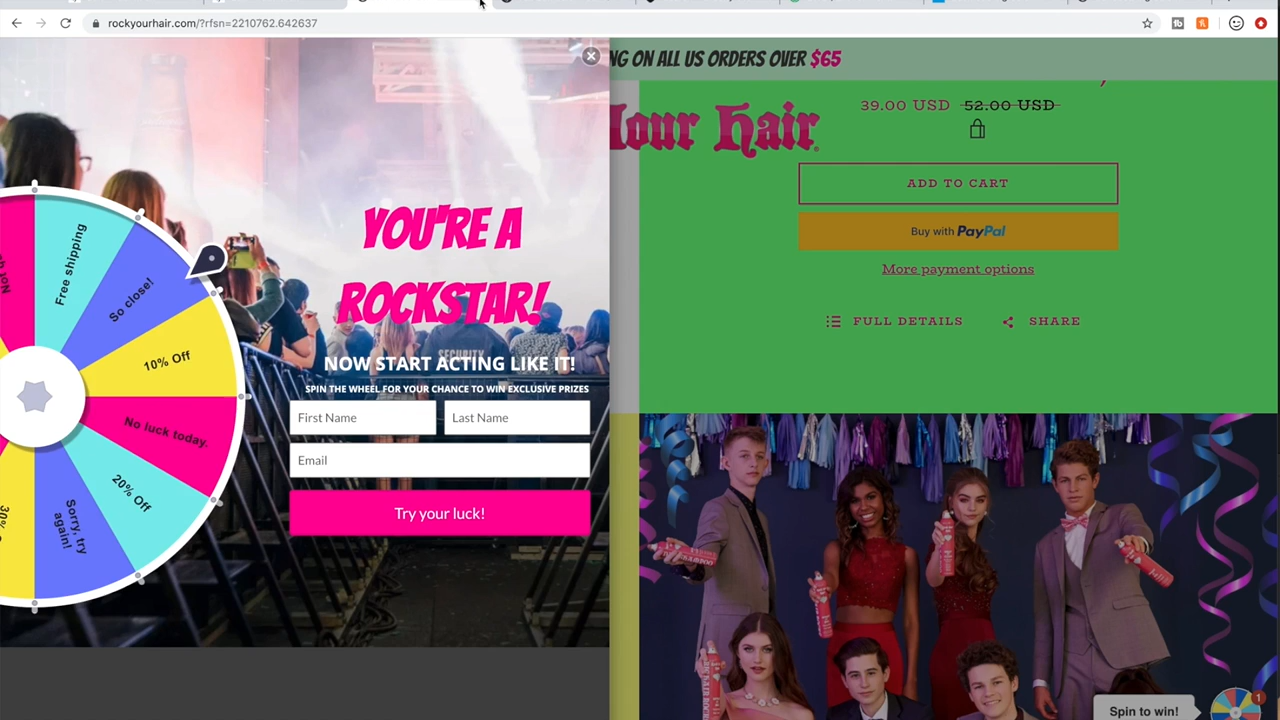 rockyourhair.com/?rfsn=2210762.642637
NG ON ALL US ORDERS OVER $65
Your Hair
39.00 USD 52.00 USD
ADD TO CART
Buy with PayPal
More payment options
FULL DETAILS
SHARE
Free shipping
So close!
10% Off
No luck today.
20% Off
Sorry, try
again!
30%
YOU'RE A
ROCKSTAR!
SECURITY
NOW START ACTING LIKE IT!
SPIN THE WHEEL FOR YOUR CHANCE TO WIN EXCLUSIVE PRIZES
First Name
Last Name
Email
Try your luck!
Spin to win!
1